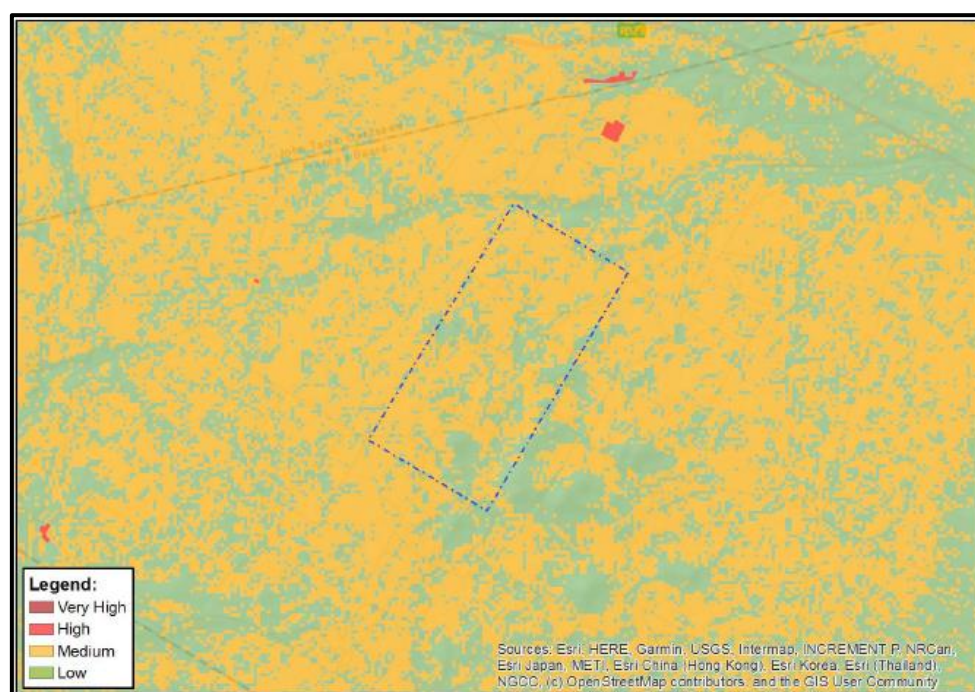 Legend:
Very High
High
Medium
Low
Sources: Esri, HERE, Garmin, USGS, Intermap, INCREMENT P, NRCan,
Esri Japan, METI, Esri China (Hong Kong), Esri Korea, Esri (Thailand),
NGCC, (c) OpenStreetMap contributors, and the GIS User Community